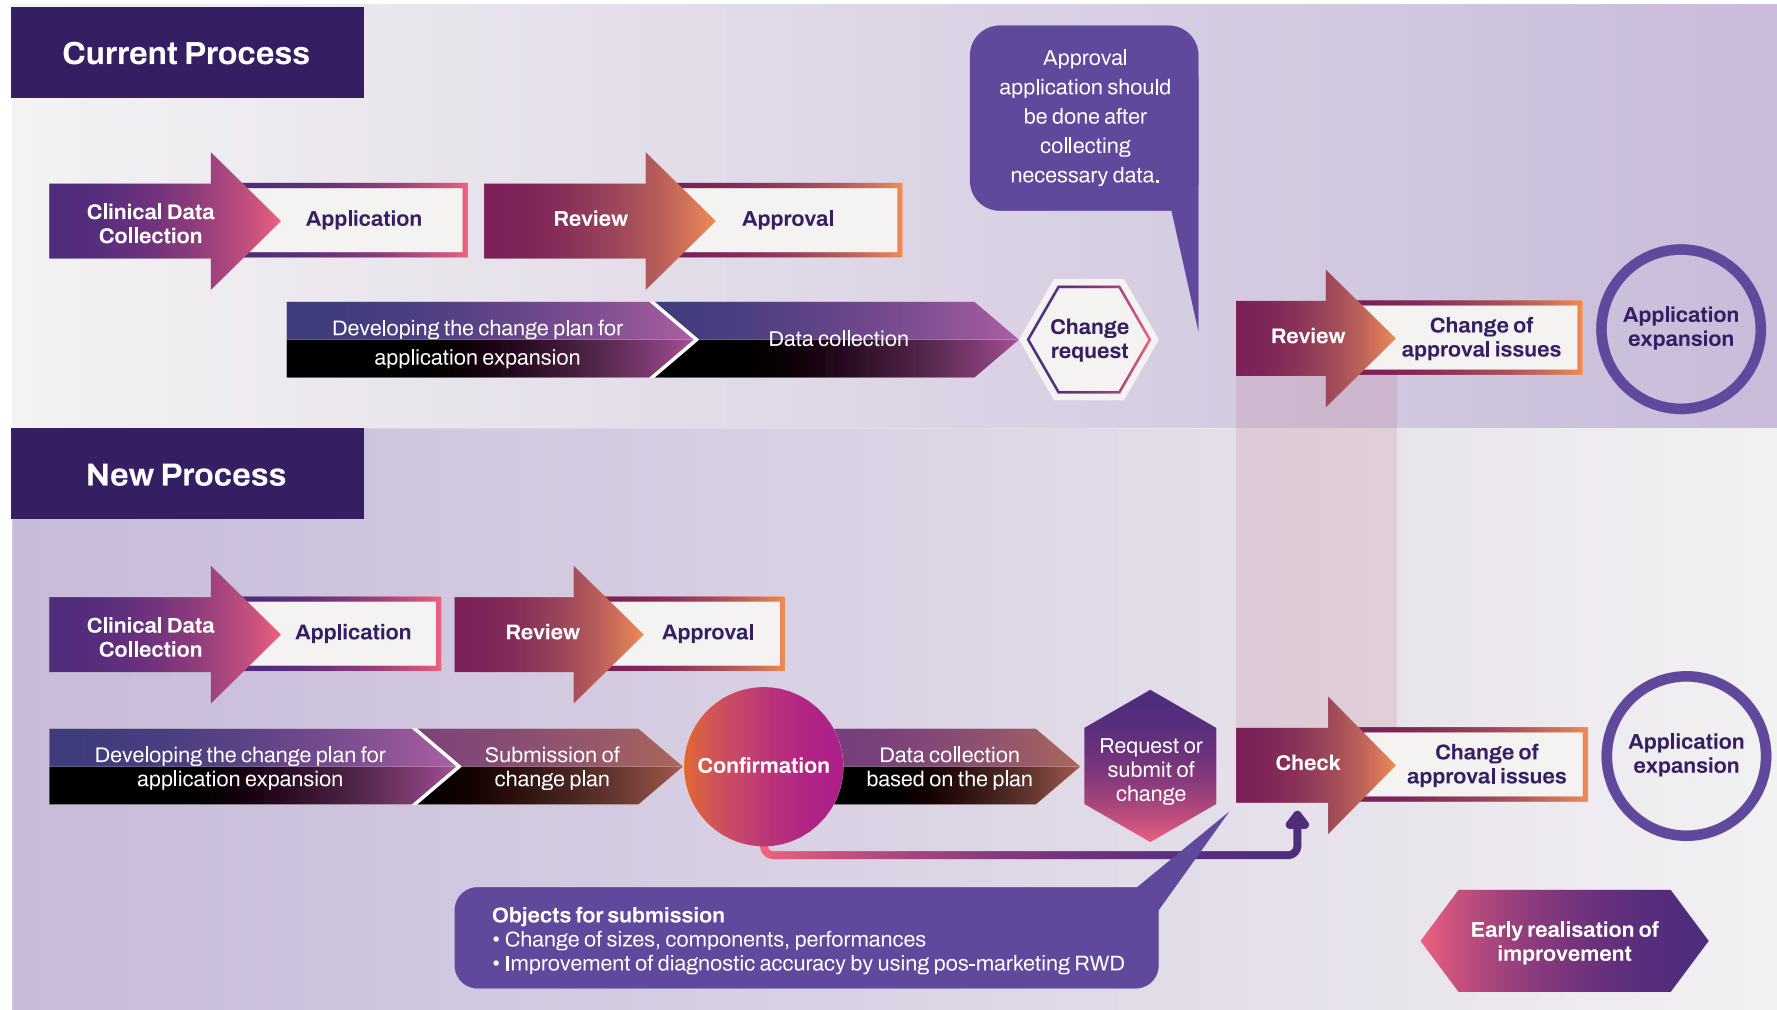 Current Process
Approval
application should
be done after
collecting
necessary data.
Clinical Data
Collection
Application
Review
Approval
Developing the change plan for
application expansion
Data collection
Change
request
Review
Change of
approval issues
Application
expansion
New Process
Clinical Data
Collection
Application
Review
Approval
Developing the change plan for
application expansion
Submission of
change plan
Confirmation
Data collection
based on the plan
Request or
submit of
change
Check
Change of
approval issues
Application
expansion
Objects for submission
• Change of sizes, components, performances
• Improvement of diagnostic accuracy by using pos-marketing RWD
Early realisation of
improvement